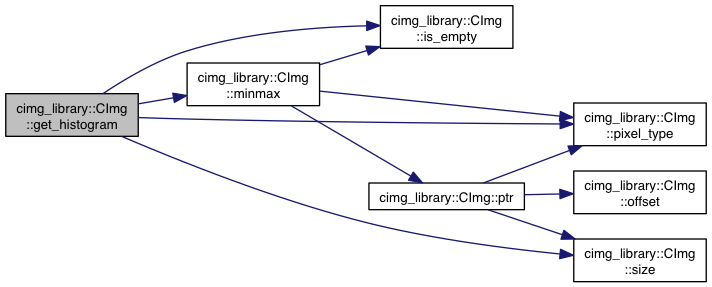 cimg_library::CImg
::get_histogram
cimg_library::CImg
::minmax
cimg_library::CImg
::is_empty
cimg_library::CImg::ptr
cimg_library::CImg
::pixel_type
cimg_library::CImg
::offset
cimg_library::CImg
::size